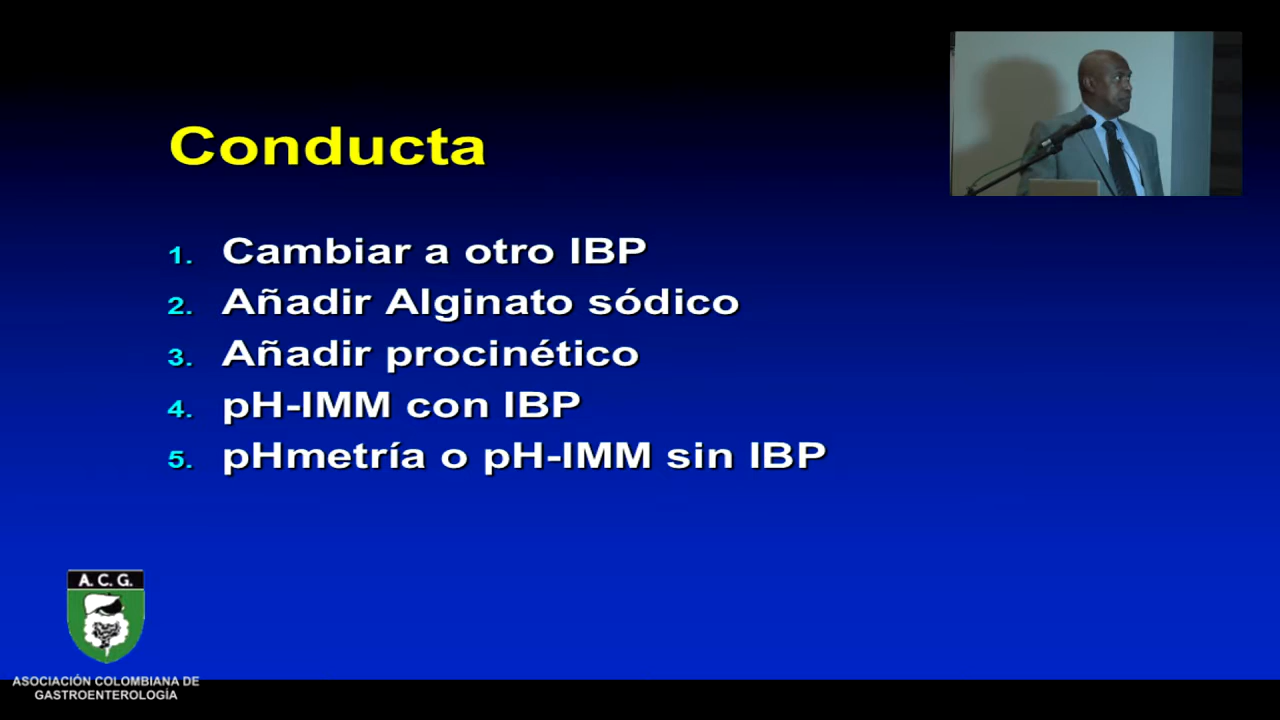 Conducta
1. Cambiar a otro IBP
2. Añadir Alginato sódico
3. Añadir procinético
4. pH-IMM con IBP
5. pHmetría o pH-IMM sin IBP
A. C. G.
ASOCIACIÓN COLOMBIANA DE
GASTROENTEROLOGÍA